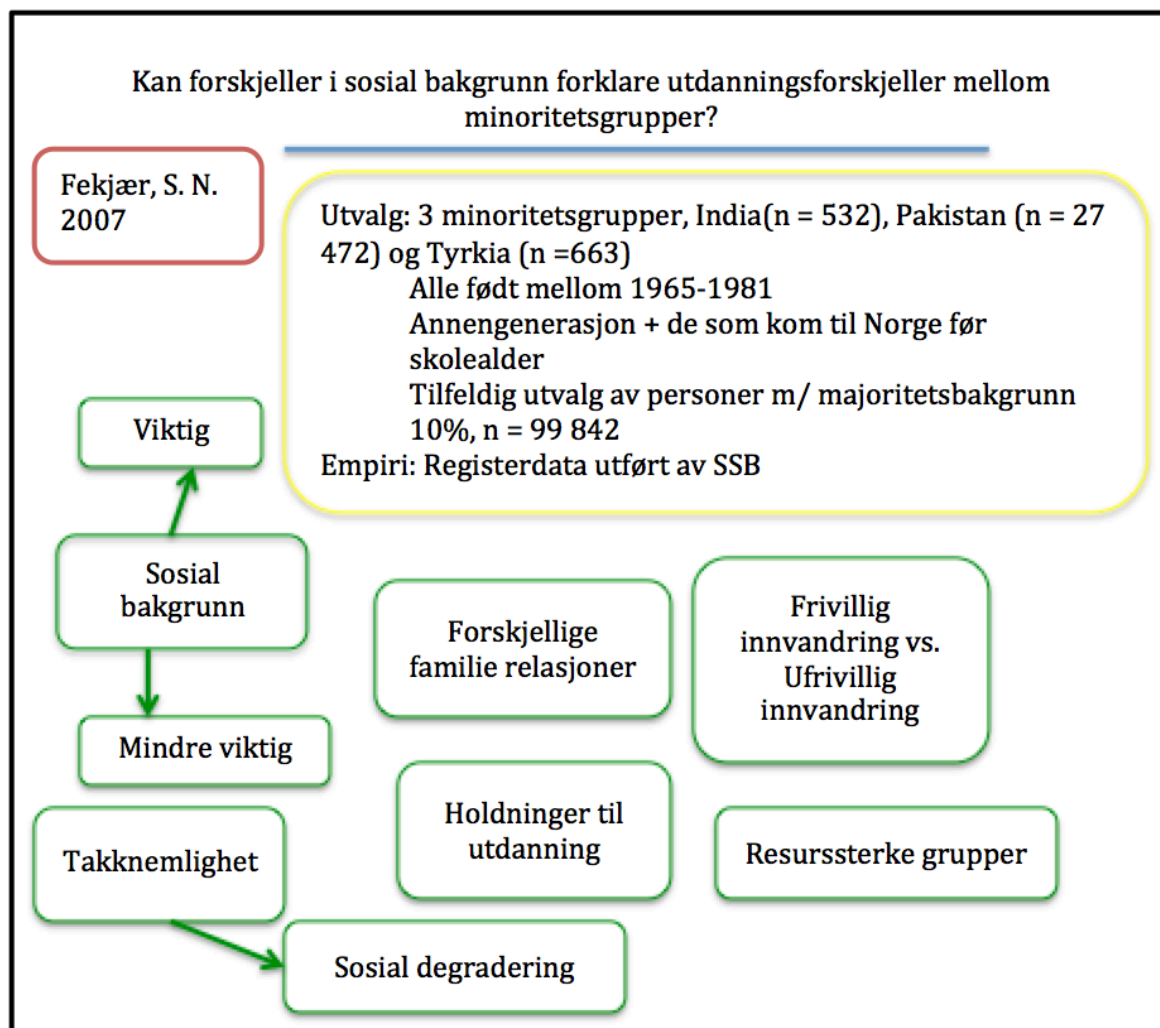 Kan forskjeller i sosial bakgrunn forklare utdanningsforskjeller mellom
minoritetsgrupper?
Fekjær, S. N.
2007
Utvalg: 3 minoritetsgrupper, India(n = 532), Pakistan (n = 27
472) og Tyrkia (n =663)
Alle født mellom 1965-1981
Annengenerasjon + de som kom til Norge før
skolealder
Tilfeldig utvalg av personer m/ majoritetsbakgrunn
10%, n = 99 842
Empiri: Registerdata utført av SSB
Viktig
Sosial
bakgrunn
Mindre viktig
Forskjellige
familie relasjoner
Frivillig
innvandring vs.
Ufrivillig
innvandring
Takknemlighet
Holdninger til
utdanning
Resurssterke grupper
Sosial degradering